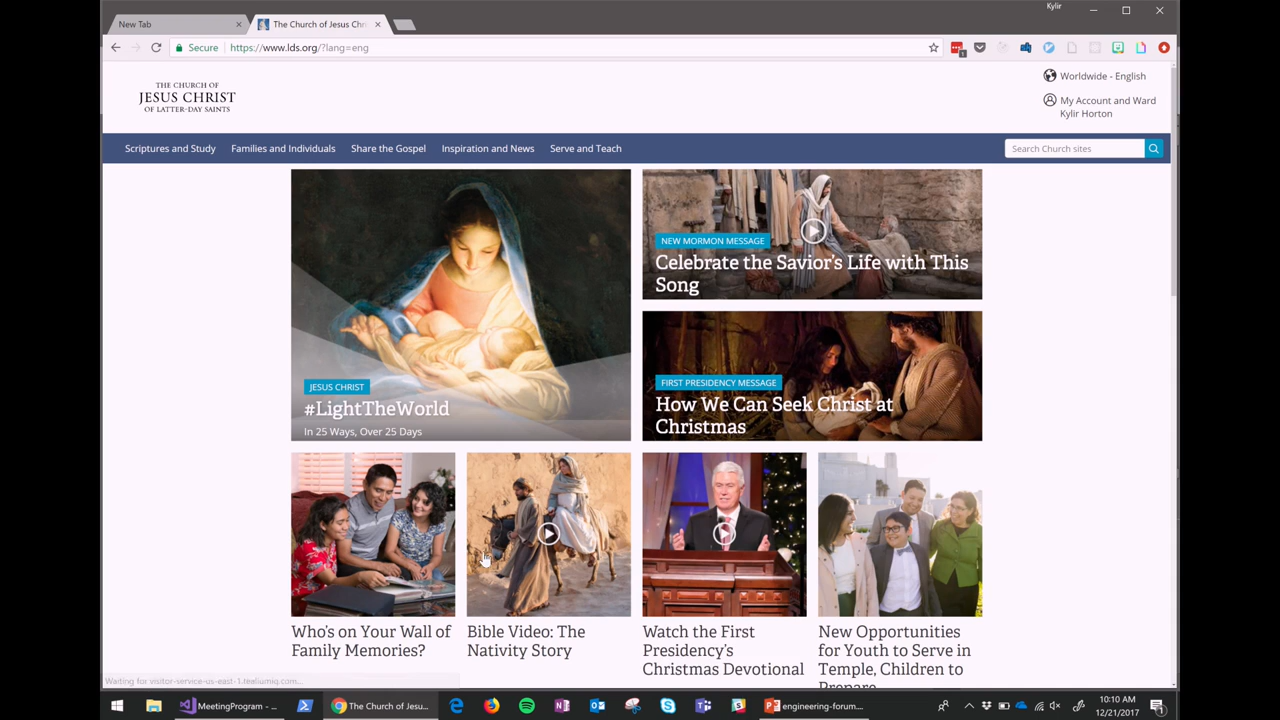 Kylir
New Tab
The Church of Jesus Chr
Secure
https://www.lds.org/?lang=eng
1
THE CHURCH OF
JESUS CHRIST
OF LATTER-DAY SAINTS
Worldwide - English
My Account and Ward
Kylir Horton
Scriptures and Study
Families and Individuals
Share the Gospel
Inspiration and News
Serve and Teach
Search Church sites
JESUS CHRIST
#LightTheWorld
In 25 Ways, Over 25 Days
NEW MORMON MESSAGE
Celebrate the Savior's Life with This
Song
FIRST PRESIDENCY MESSAGE
How We Can Seek Christ at
Christmas
Who's on Your Wall of
Family Memories?
Bible Video: The
Nativity Story
Watch the First
Presidency's
Christmas Devotional
New Opportunities
for Youth to Serve in
Temple, Children to
Prepare
Waiting for visitor-service-us-east-1.tealiumiq.com...
MeetingProgram - ...
The Church of Jesu...
engineering-forum....
10:10 AM
12/21/2017
1